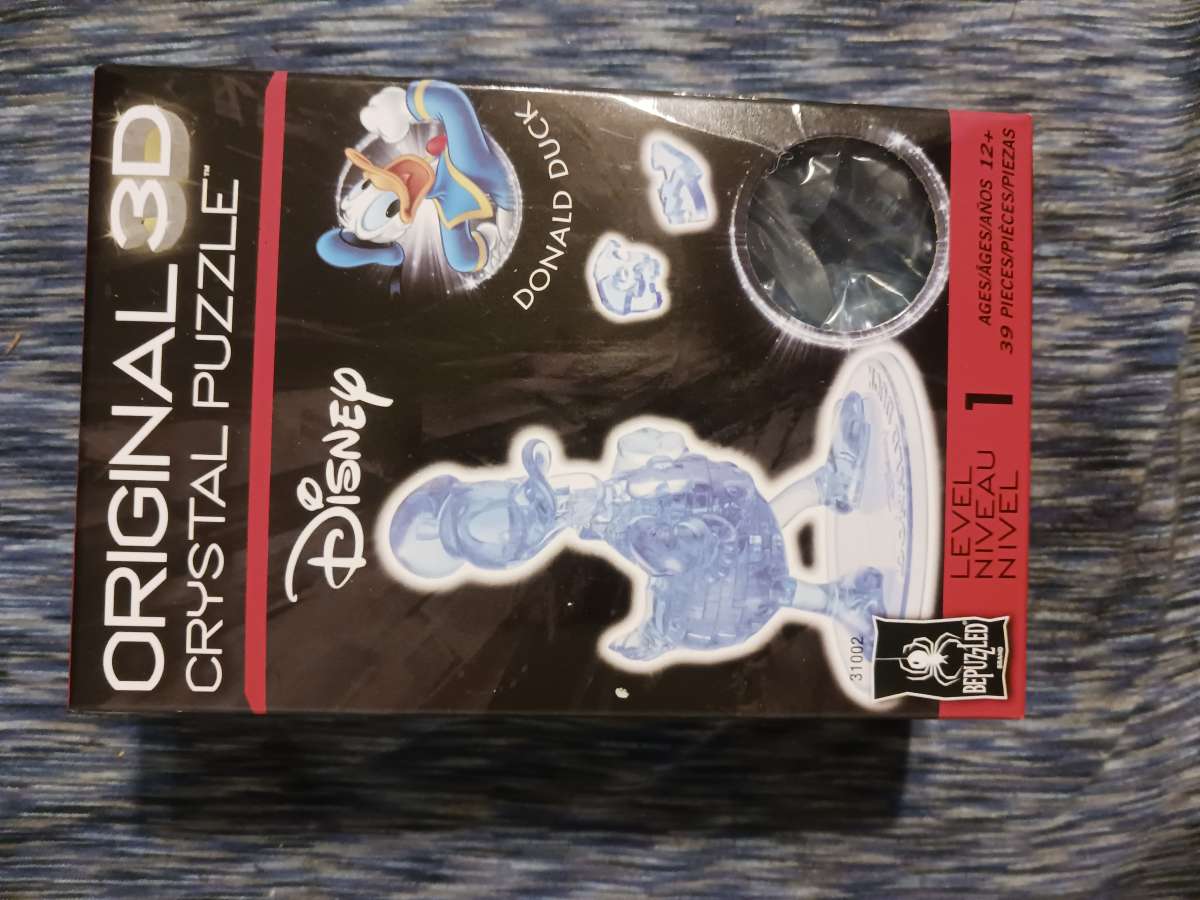 ORIGINAL 3D
CRYSTAL PUZZLE™
DISNEY
DONALD DUCK
31002
BEPUZZLED®
BRAND
LEVEL
NIVEAU
NIVEL
1
AGES/ÂGES/AÑOS 12+
39 PIECES/PIÈCES/PIEZAS